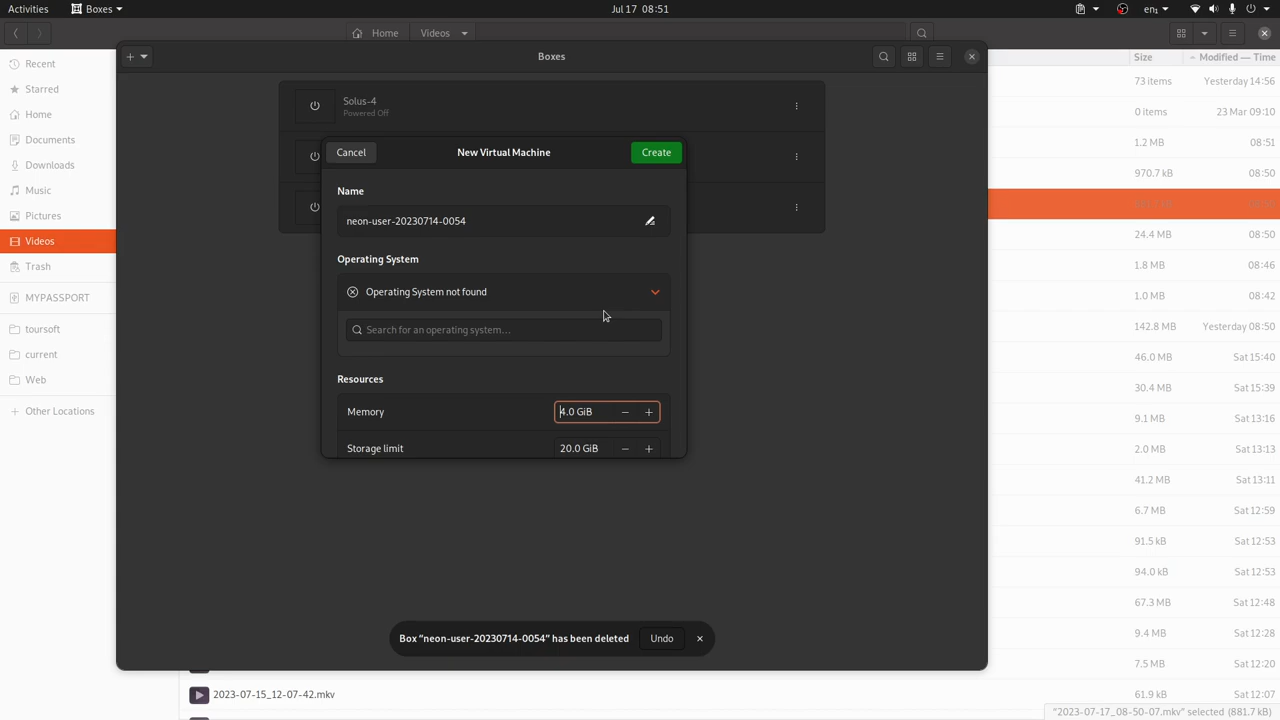 Activities
Boxes
Jul 17 08:51
en₁
Home
Videos
Recent
Starred
Home
Documents
Downloads
Music
Pictures
Videos
Trash
MYPASSPORT
toursoft
current
Web
Other Locations
Boxes
Solus-4
Powered Off
Cancel
New Virtual Machine
Create
Name
neon-user-20230714-0054
Operating System
Operating System not found
Search for an operating system…
Resources
Memory
4.0 GiB
Storage limit
20.0 GiB
Box “neon-user-20230714-0054” has been deleted
Undo
Size
Modified — Time
73 items
Yesterday 14:56
0 items
23 Mar 09:10
1.2 MB
08:51
970.7 kB
08:50
24.4 MB
08:50
1.8 MB
08:46
1.0 MB
08:42
142.8 MB
Yesterday 08:50
46.0 MB
Sat 15:40
30.4 MB
Sat 15:39
9.1 MB
Sat 13:16
2.0 MB
Sat 13:13
41.2 MB
Sat 13:11
6.7 MB
Sat 12:59
91.5 kB
Sat 12:53
94.0 kB
Sat 12:53
67.3 MB
Sat 12:48
9.4 MB
Sat 12:28
7.5 MB
Sat 12:20
2023-07-15_12-07-42.mkv
61.9 kB
Sat 12:07
“2023-07-17_08-50-07.mkv” selected (881.7 kB)